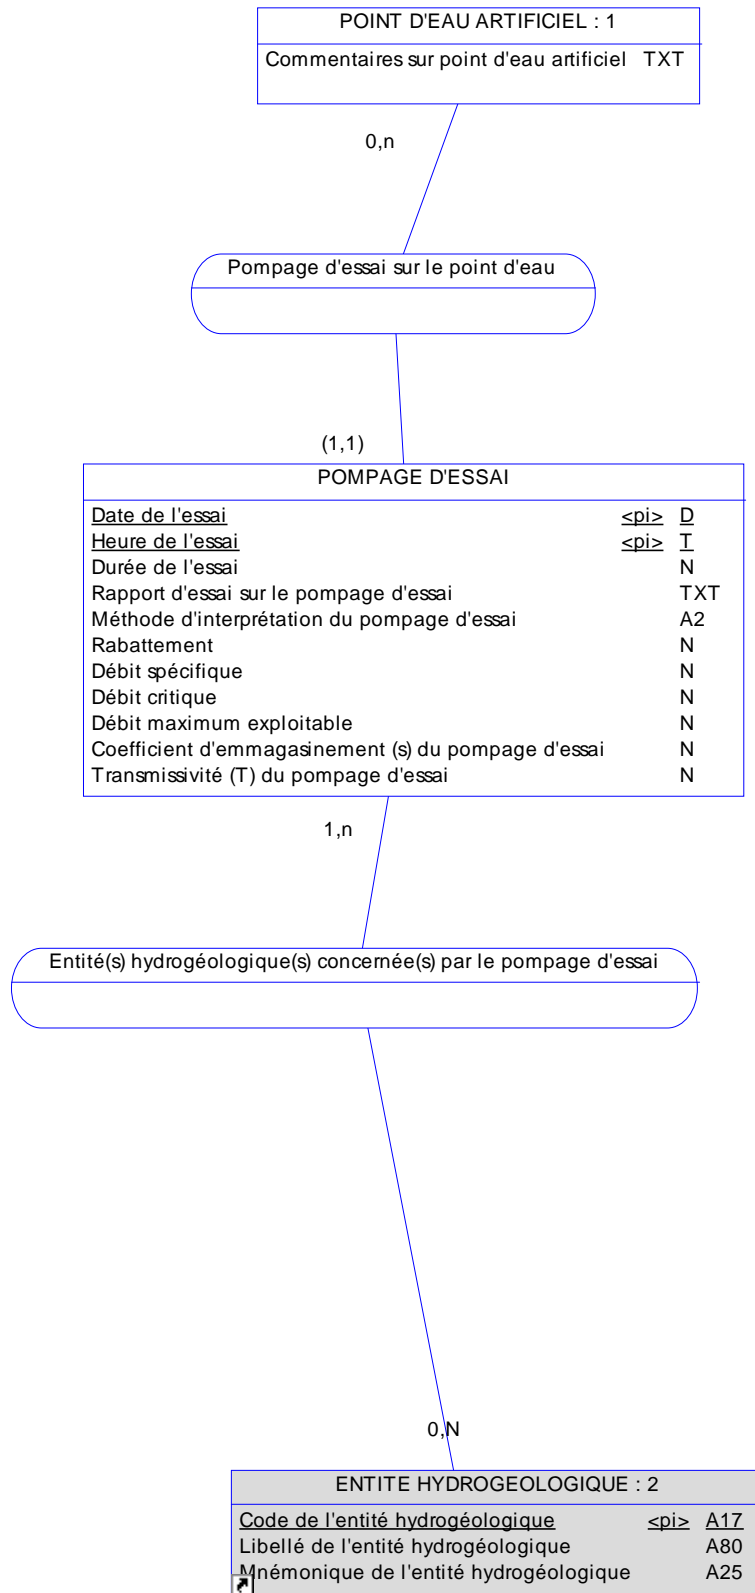 POINT D'EAU ARTIFICIEL : 1
Commentaires sur point d'eau artificiel TXT
0,n
Pompage d'essai sur le point d'eau
(1,1)
POMPAGE D'ESSAI
Date de l'essai <pi> D
Heure de l'essai <pi> T
Durée de l'essai N
Rapport d'essai sur le pompage d'essai TXT
Méthode d'interprétation du pompage d'essai A2
Rabattement N
Débit spécifique N
Débit critique N
Débit maximum exploitable N
Coefficient d'emmagasinement (s) du pompage d'essai N
Transmissivité (T) du pompage d'essai N
1,n
Entité(s) hydrogéologique(s) concernée(s) par le pompage d'essai
0,N
ENTITE HYDROGEOLOGIQUE : 2
Code de l'entité hydrogéologique <pi> A17
Libellé de l'entité hydrogéologique A80
Mnémonique de l'entité hydrogéologique A25